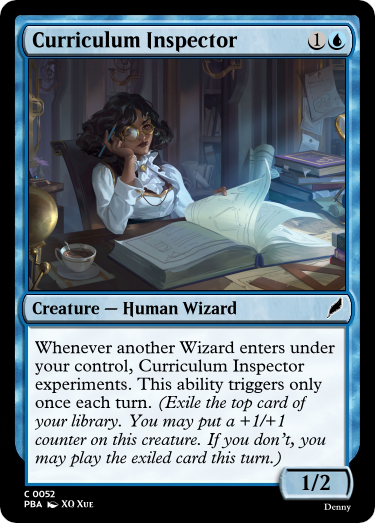 Curriculum Inspector 1
Creature — Human Wizard
Whenever another Wizard enters under
your control, Curriculum Inspector
experiments. This ability triggers only
once each turn. (Exile the top card of
your library. You may put a +1/+1
counter on this creature. If you don't, you
may play the exiled card this turn.)
1/2
C 0052
PBA XO XUE
Denny